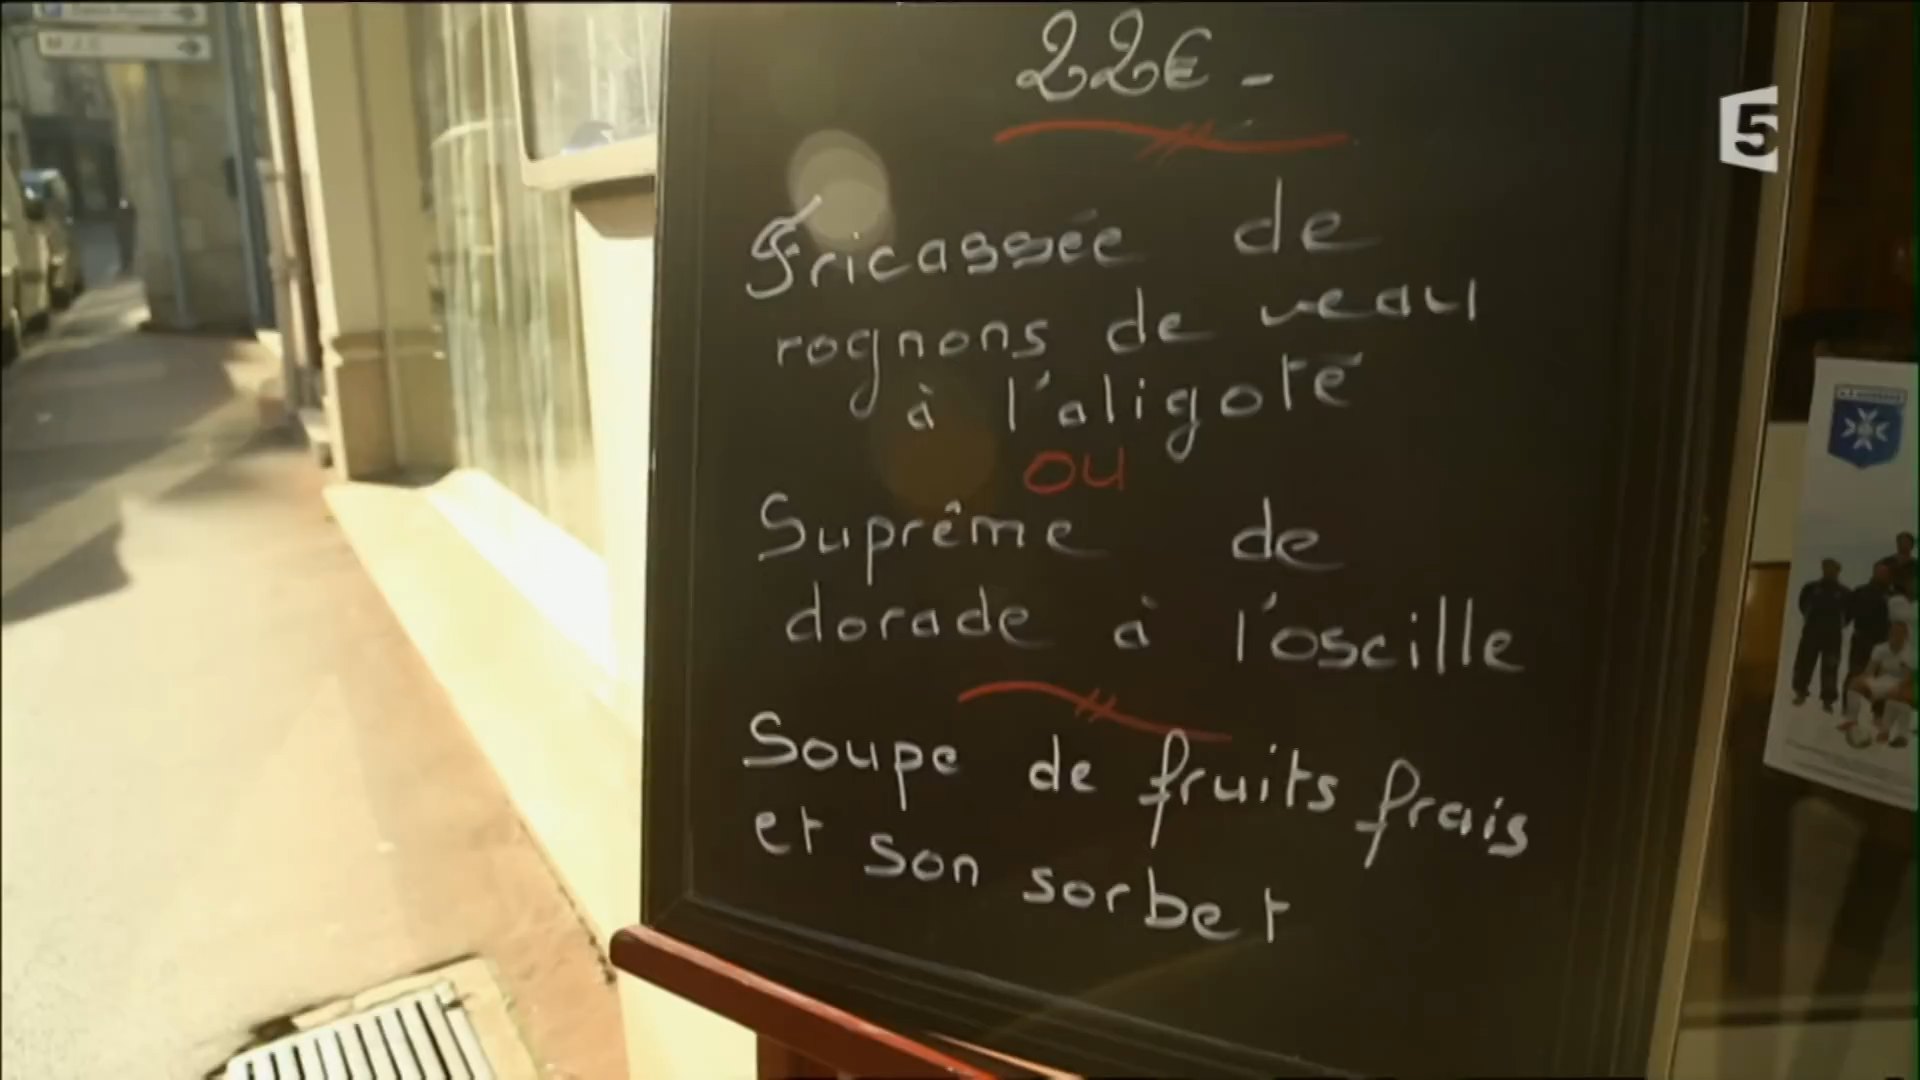 22€-
Fricassée de
rognons de veau
à l'aligoté
ou
Suprême de
dorade à l'oscille
Soupe de fruits frais
et son sorbet
5